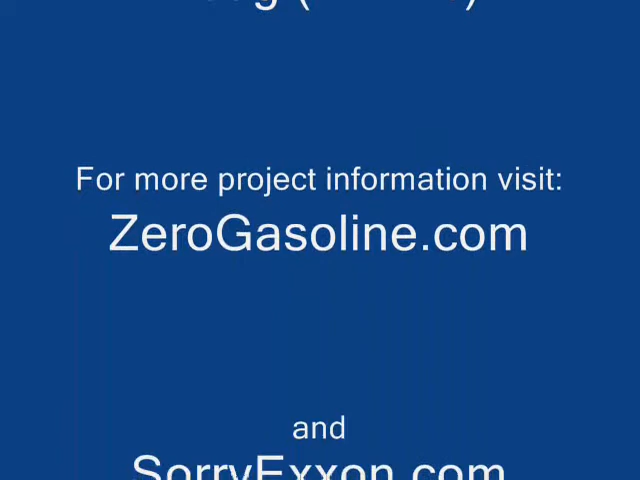 For more project information visit:
ZeroGasoline.com
and
SorryExxon.com